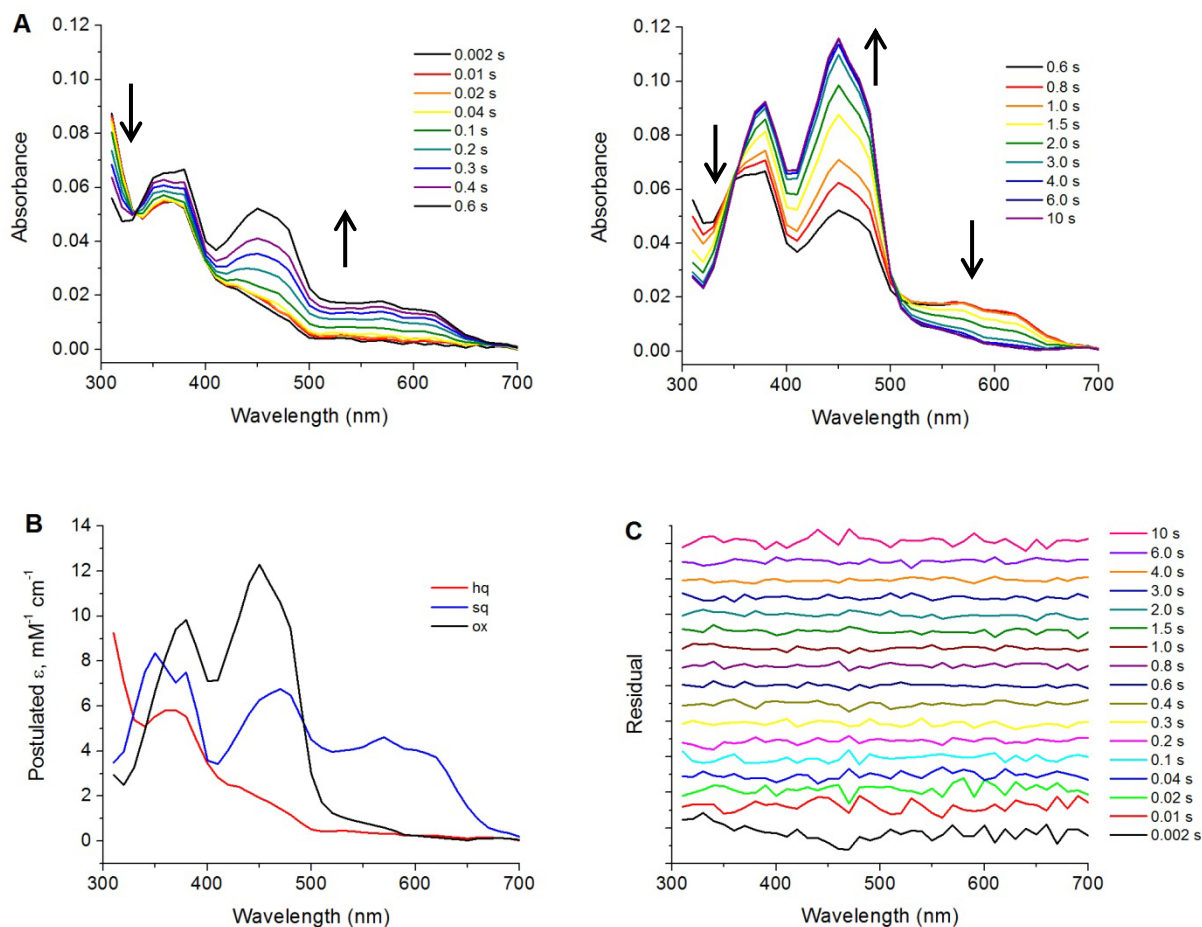 A
Absorbance
0.12
0.10
0.08
0.06
0.04
0.02
0.00
300 400 500 600 700
Wavelength (nm)
0.002 s
0.01 s
0.02 s
0.04 s
0.1 s
0.2 s
0.3 s
0.4 s
0.6 s
Absorbance
0.12
0.10
0.08
0.06
0.04
0.02
0.00
300 400 500 600 700
Wavelength (nm)
0.6 s
0.8 s
1.0 s
1.5 s
2.0 s
3.0 s
4.0 s
6.0 s
10 s
B
Postulated ε, mM⁻¹ cm⁻¹
14
12
10
8
6
4
2
0
300 400 500 600 700
Wavelength (nm)
hq
sq
ox
C
Residual
300 400 500 600 700
Wavelength (nm)
10 s
6.0 s
4.0 s
3.0 s
2.0 s
1.5 s
1.0 s
0.8 s
0.6 s
0.4 s
0.3 s
0.2 s
0.1 s
0.04 s
0.02 s
0.01 s
0.002 s